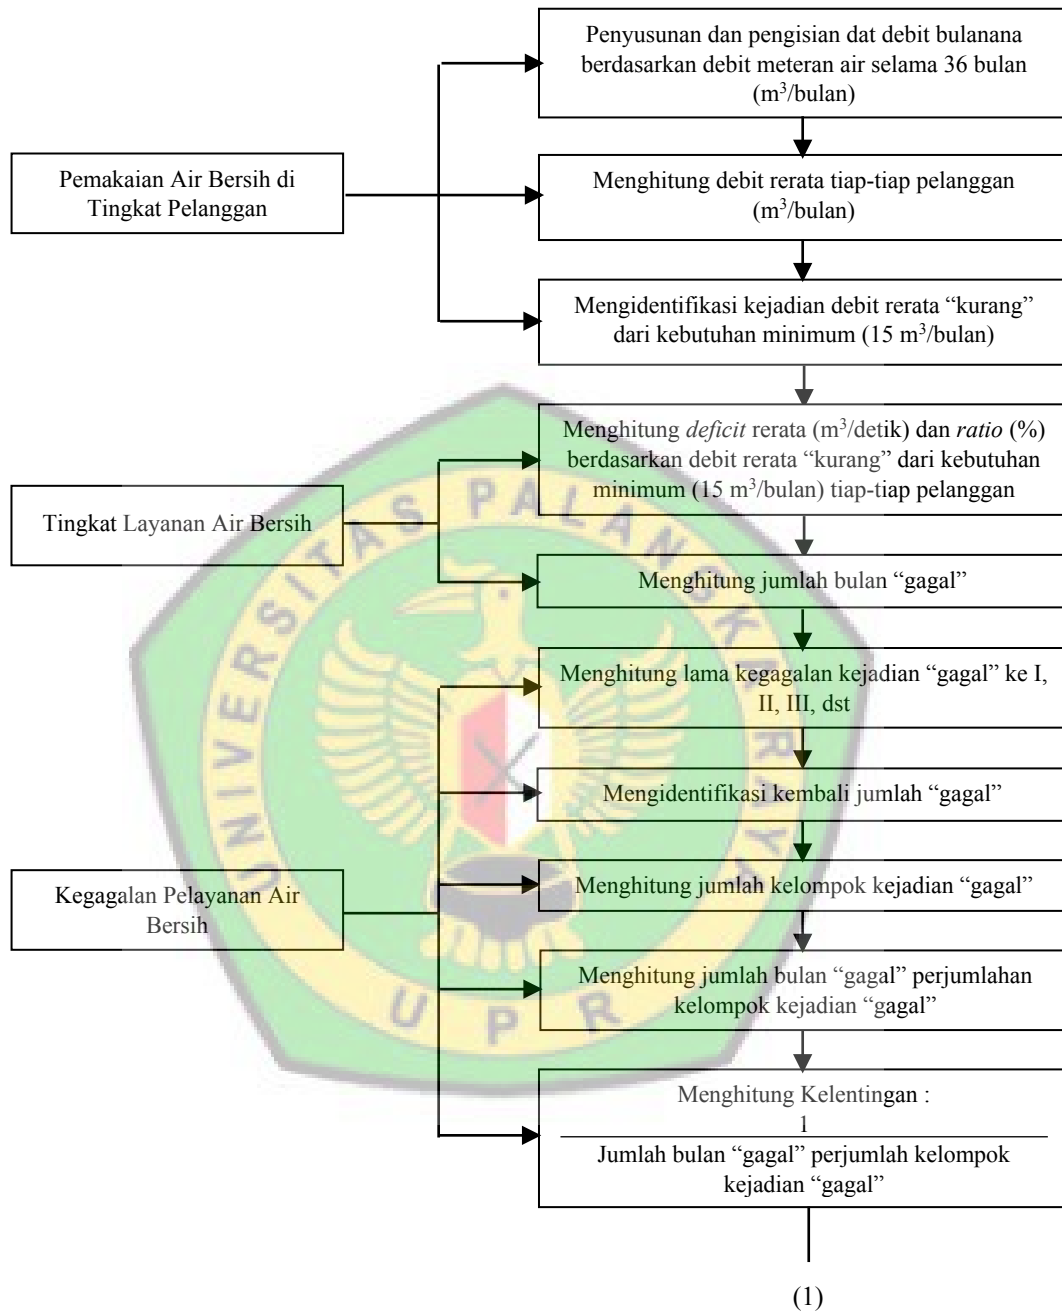 Penyusunan dan pengisian dat debit bulanana
berdasarkan debit meteran air selama 36 bulan
(m³/bulan)
Pemakaian Air Bersih di
Tingkat Pelanggan
Menghitung debit rerata tiap-tiap pelanggan
(m³/bulan)
Mengidentifikasi kejadian debit rerata “kurang”
dari kebutuhan minimum (15 m³/bulan)
Menghitung deficit rerata (m³/detik) dan ratio (%)
berdasarkan debit rerata “kurang” dari kebutuhan
minimum (15 m³/bulan) tiap-tiap pelanggan
Tingkat Layanan Air Bersih
Menghitung jumlah bulan “gagal”
Menghitung lama kegagalan kejadian “gagal” ke I,
II, III, dst
Mengidentifikasi kembali jumlah “gagal”
Kegagalan Pelayanan Air
Bersih
Menghitung jumlah kelompok kejadian “gagal”
Menghitung jumlah bulan “gagal” perjumlahan
kelompok kejadian “gagal”
Menghitung Kelentingan :
1
Jumlah bulan “gagal” perjumlah kelompok
kejadian “gagal”
(1)
UNIVERSITAS PALANGKA RAYA
UPR